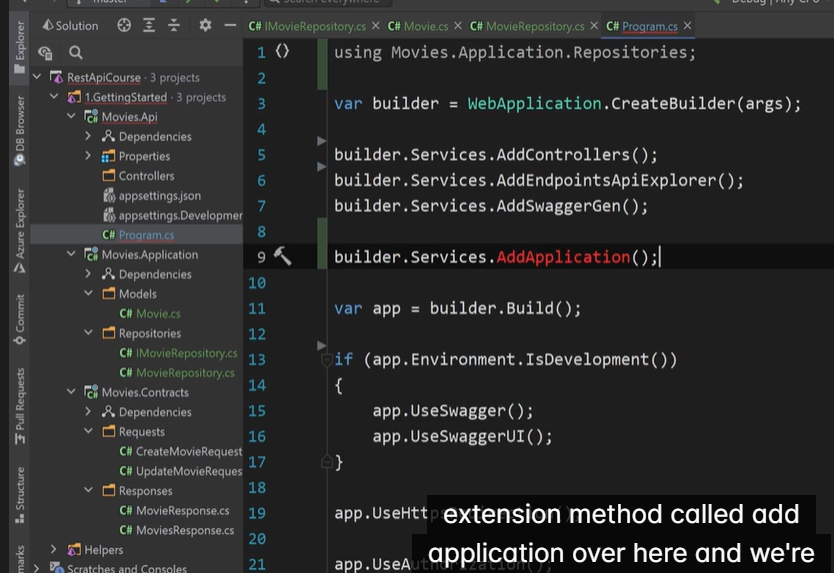 master
Search everywhere
Debug | Any CPU
Explorer
DB Browser
Azure Explorer
Commit
Pull Requests
Structure
marks
Solution
RestApiCourse · 3 projects
1.GettingStarted · 3 projects
Movies.Api
Dependencies
Properties
Controllers
appsettings.json
appsettings.Developmen
C# Program.cs
Movies.Application
Dependencies
Models
C# Movie.cs
Repositories
C# IMovieRepository.cs
C# MovieRepository.cs
Movies.Contracts
Dependencies
Requests
C# CreateMovieRequest
C# UpdateMovieReques
Responses
C# MovieResponse.cs
C# MoviesResponse.cs
Helpers
Scratches and Consoles
C# IMovieRepository.cs × C# Movie.cs × C# MovieRepository.cs × C# Program.cs ×
1 using Movies.Application.Repositories;
2
3 var builder = WebApplication.CreateBuilder(args);
4
5 builder.Services.AddControllers();
6 builder.Services.AddEndpointsApiExplorer();
7 builder.Services.AddSwaggerGen();
8
9 builder.Services.AddApplication();
10
11 var app = builder.Build();
12
13 if (app.Environment.IsDevelopment())
14 {
15 app.UseSwagger();
16 app.UseSwaggerUI();
17 }
18
19 app.UseHtt
20
21 app.UseAuthorization();
extension method called add
application over here and we're